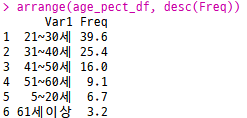 > arrange(age_pect_df, desc(Freq))
Var1 Freq
1 21~30세 39.6
2 31~40세 25.4
3 41~50세 16.0
4 51~60세 9.1
5 5~20세 6.7
6 61세이상 3.2